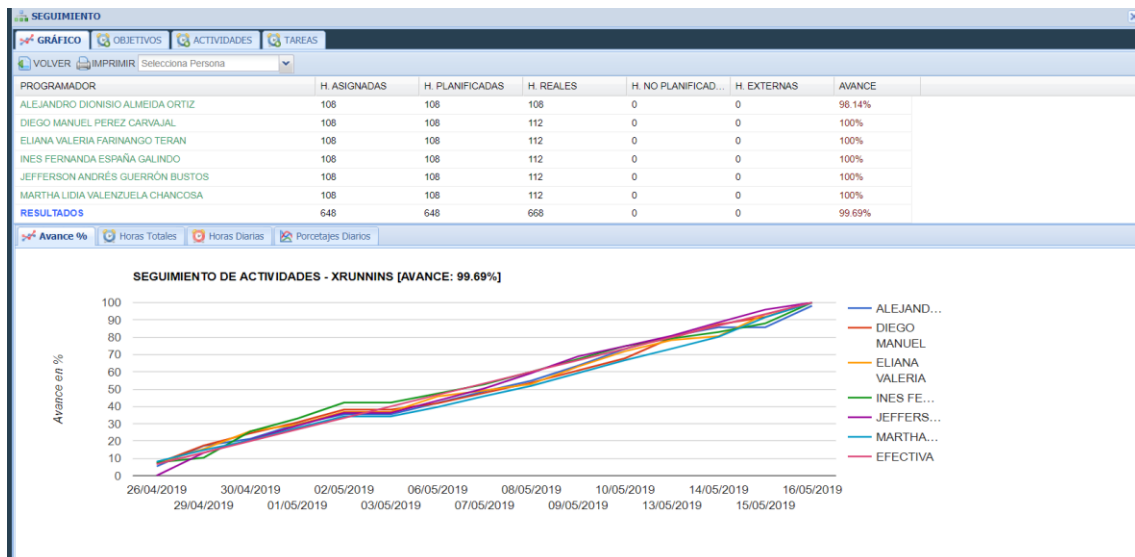 SEGUIMIENTO
GRÁFICO OBJETIVOS ACTIVIDADES TAREAS
VOLVER IMPRIMIR Selecciona Persona
PROGRAMADOR H. ASIGNADAS H. PLANIFICADAS H. REALES H. NO PLANIFICAD... H. EXTERNAS AVANCE
ALEJANDRO DIONISIO ALMEIDA ORTIZ 108 108 108 0 0 98.14%
DIEGO MANUEL PEREZ CARVAJAL 108 108 112 0 0 100%
ELIANA VALERIA FARINANGO TERAN 108 108 112 0 0 100%
INES FERNANDA ESPAÑA GALINDO 108 108 112 0 0 100%
JEFFERSON ANDRÉS GUERRÓN BUSTOS 108 108 112 0 0 100%
MARTHA LIDIA VALENZUELA CHANCOSA 108 108 112 0 0 100%
RESULTADOS 648 648 668 0 0 99.69%
Avance % Horas Totales Horas Diarias Porcetajes Diarios
SEGUIMIENTO DE ACTIVIDADES - XRUNNINS [AVANCE: 99.69%]
Avance en %
100
90
80
70
60
50
40
30
20
10
0
26/04/2019 30/04/2019 02/05/2019 06/05/2019 08/05/2019 10/05/2019 14/05/2019 16/05/2019
29/04/2019 01/05/2019 03/05/2019 07/05/2019 09/05/2019 13/05/2019 15/05/2019
ALEJAND...
DIEGO
MANUEL
ELIANA
VALERIA
INES FE...
JEFFERS...
MARTHA...
EFECTIVA